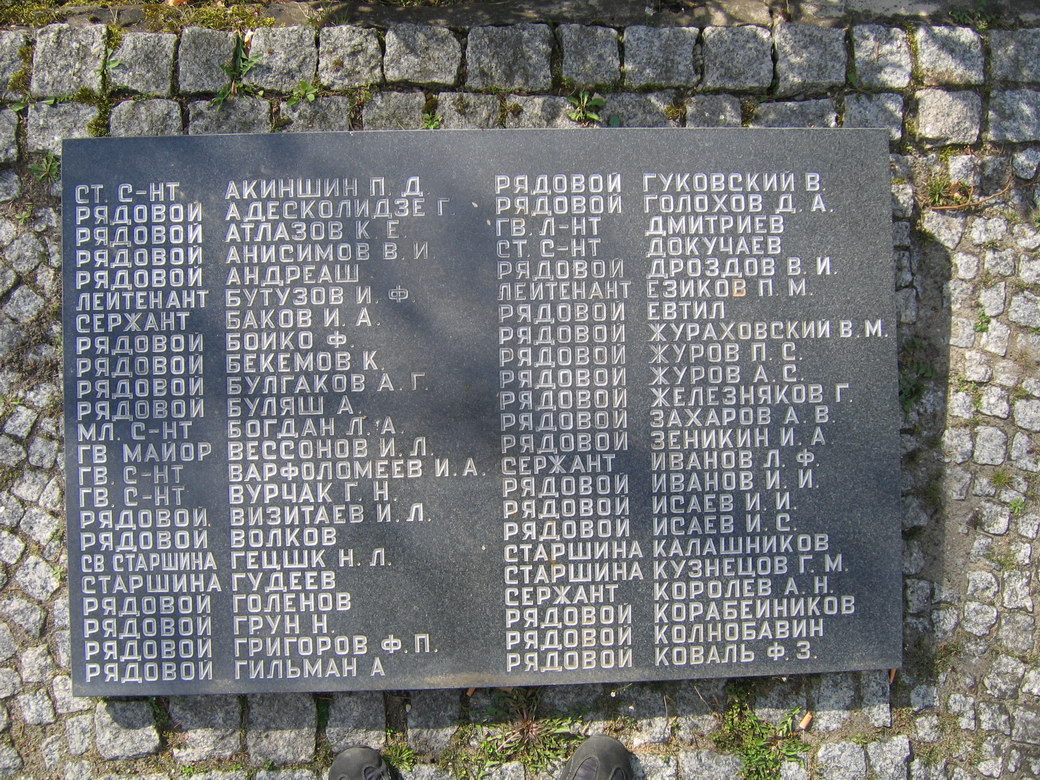 СТ. С-НТ АКИНШИН П. Д
РЯДОВОЙ АДЕСКОЛИДЗЕ Г.
РЯДОВОЙ АТЛАЗОВ К. Е.
РЯДОВОЙ АНИСИМОВ В. И
РЯДОВОЙ АНДРЕАШ
ЛЕЙТЕНАНТ БУТУЗОВ И. Ф.
СЕРЖАНТ БАКОВ И. А.
РЯДОВОЙ БОЙКО Ф.
РЯДОВОЙ БЕКЕМОВ К.
РЯДОВОЙ БУЛГАКОВ А. Г.
РЯДОВОЙ БУЛЯШ А.
МЛ. С-НТ БОГДАН Л. А.
ГВ МАЙОР ВЕССОНОВ И. Л.
ГВ. С-НТ ВАРФОЛОМЕЕВ И. А.
ГВ. С-НТ ВУРЧАК Г. Н.
РЯДОВОЙ. ВИЗИТАЕВ И. Л.
РЯДОВОЙ ВОЛКОВ
СВ СТАРШИНА ГЕЦШК Н. Л.
СТАРШИНА ГУДЕЕВ
РЯДОВОЙ ГОЛЕНОВ
РЯДОВОЙ ГРУН Н.
РЯДОВОЙ ГРИГОРОВ Ф. П.
РЯДОВОЙ ГИЛЬМАН А
РЯДОВОЙ ГУКОВСКИЙ В.
РЯДОВОЙ ГОЛОХОВ Д. А.
ГВ. Л-НТ ДМИТРИЕВ
СТ. С-НТ ДОКУЧАЕВ
РЯДОВОЙ ДРОЗДОВ В. И.
ЛЕЙТЕНАНТ ЕЗИКОВ П. М.
РЯДОВОЙ ЕВТИЛ
РЯДОВОЙ ЖУРАХОВСКИЙ В. М.
РЯДОВОЙ ЖУРОВ П. С.
РЯДОВОЙ ЖУРОВ А. С.
РЯДОВОЙ ЖЕЛЕЗНЯКОВ Г.
РЯДОВОЙ ЗАХАРОВ А. В.
РЯДОВОЙ ЗЕНИКИН И. А
СЕРЖАНТ ИВАНОВ Л. Ф.
РЯДОВОЙ ИВАНОВ И. И.
РЯДОВОЙ ИСАЕВ И. И.
РЯДОВОЙ ИСАЕВ И. С.
СТАРШИНА КАЛАШНИКОВ
СТАРШИНА КУЗНЕЦОВ Г. М.
СЕРЖАНТ КОРОЛЕВ А. Н.
РЯДОВОЙ КОРАБЕЙНИКОВ
РЯДОВОЙ КОЛНОБАВИН
РЯДОВОЙ КОВАЛЬ Ф. З.